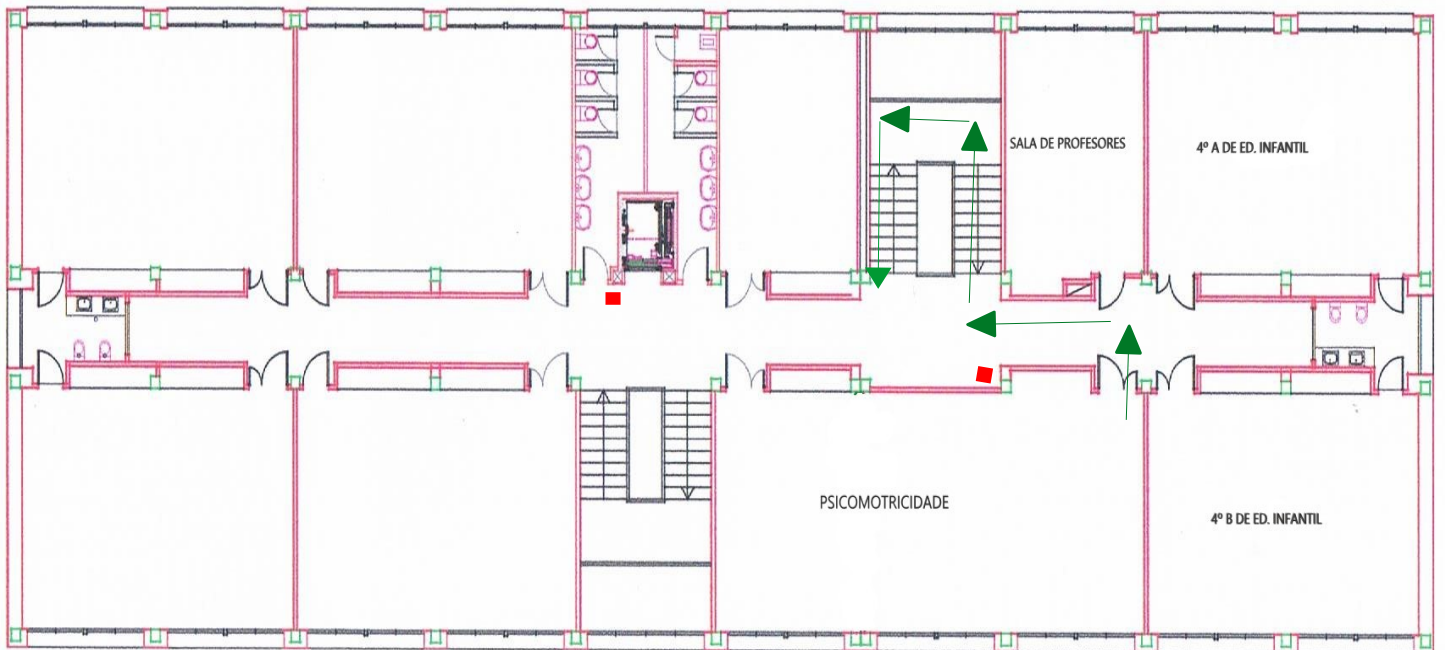 SALA DE PROFESORES
4º A DE ED. INFANTIL
PSICOMOTRICIDADE
4º B DE ED. INFANTIL